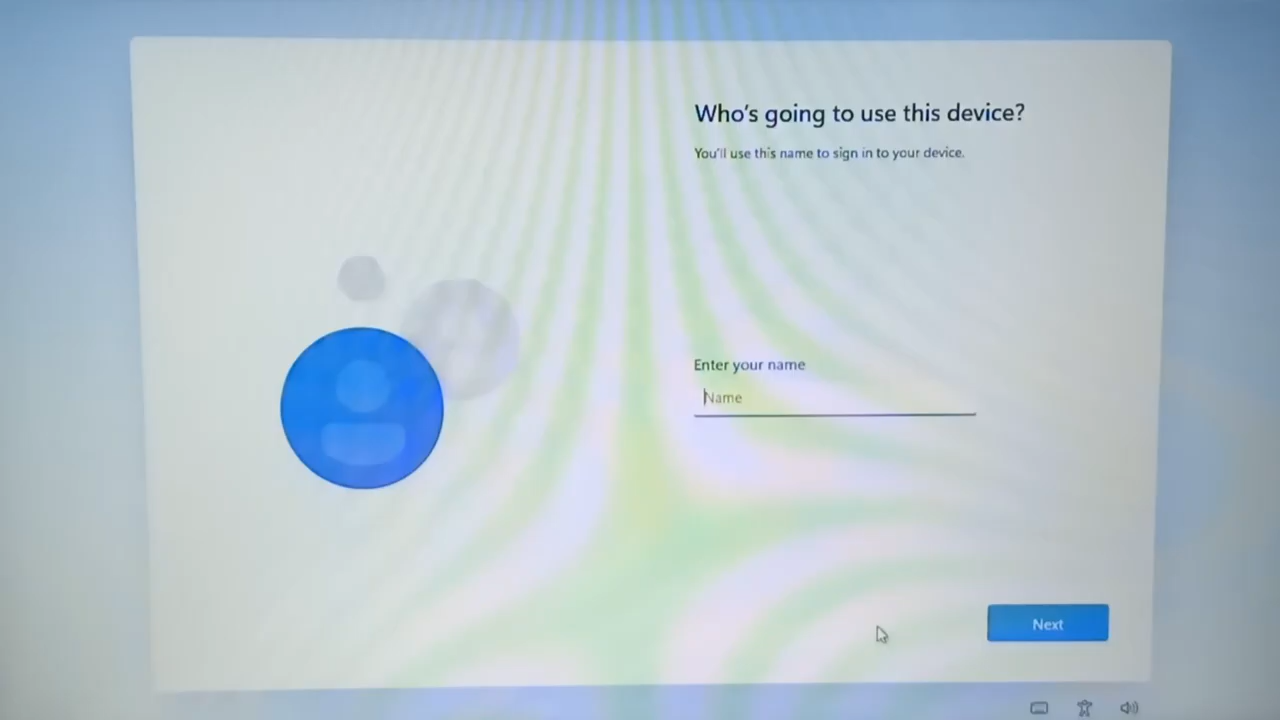 Who's going to use this device?
You'll use this name to sign in to your device.
Enter your name
Name
Next